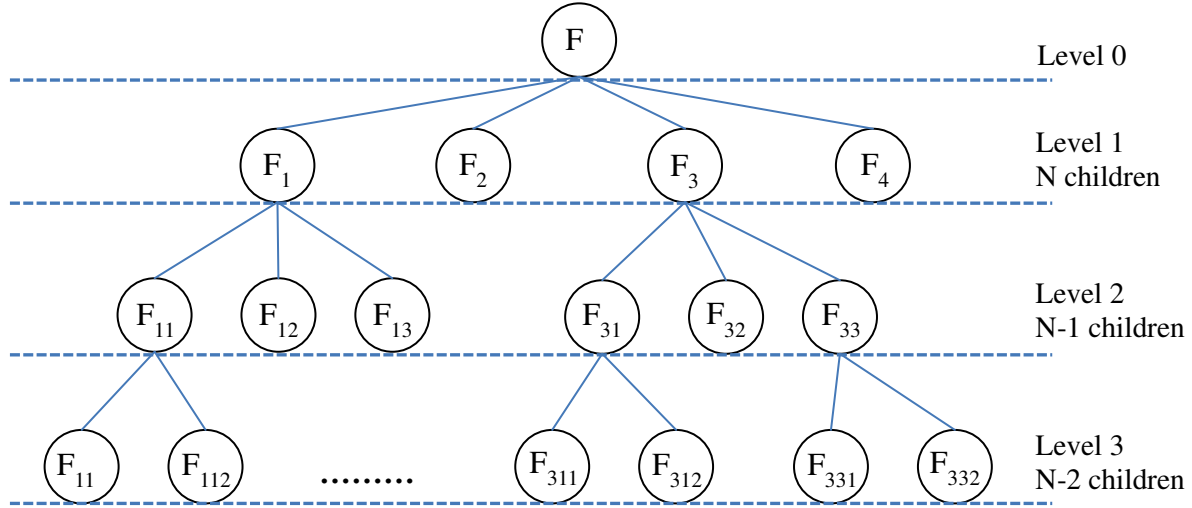 F
Level 0
F₁ F₂ F₃ F₄
Level 1
N children
F₁₁ F₁₂ F₁₃ F₃₁ F₃₂ F₃₃
Level 2
N-1 children
F₁₁ F₁₁₂ ......... F₃₁₁ F₃₁₂ F₃₃₁ F₃₃₂
Level 3
N-2 children